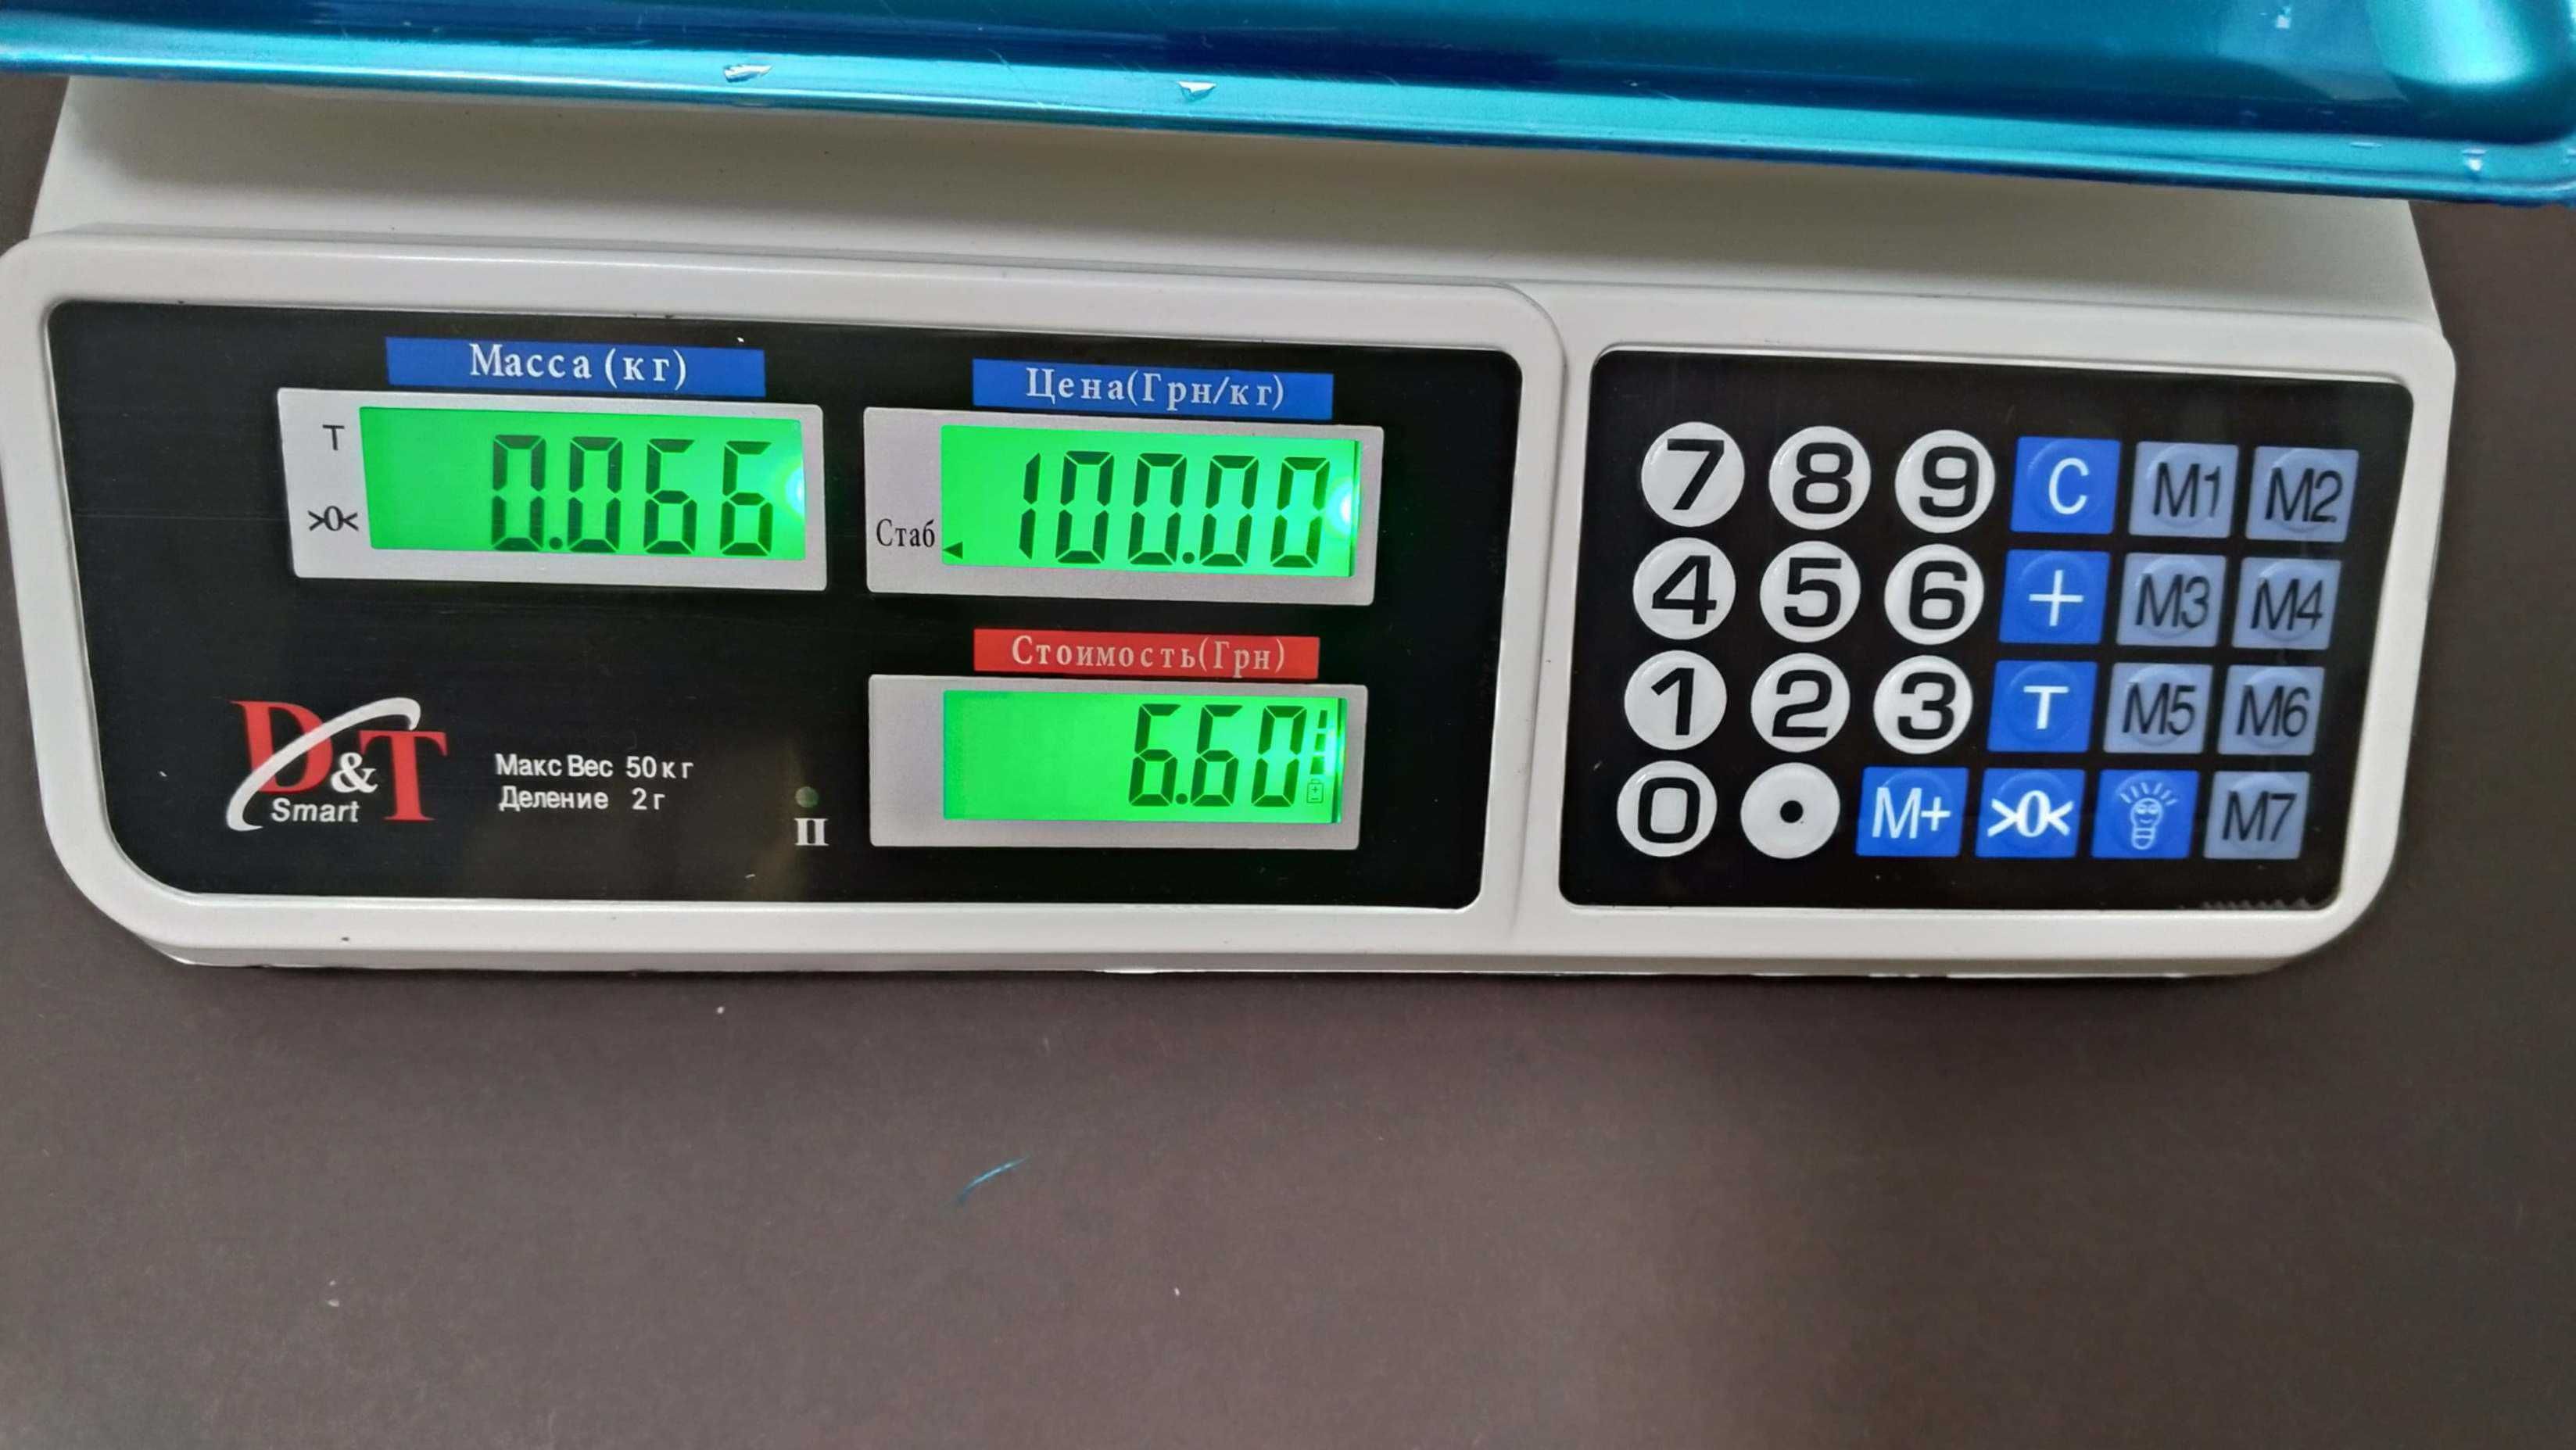 Масса (кг)
Т
0.066
>0<
Цена(Грн/кг)
Стаб
100.00
Стоимость(Грн)
6.60
D&T
Smart
Макс Вес 50 кг
Деление 2 г
П
7 8 9 C M1 M2
4 5 6 + M3 M4
1 2 3 T M5 M6
0 • M+ >0< M7